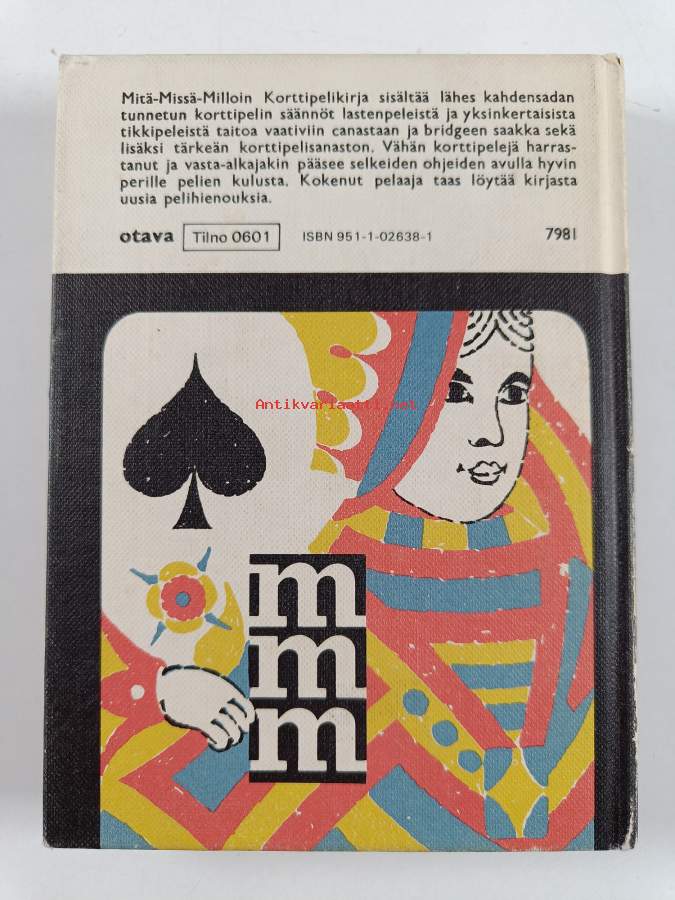 Mitä-Missä-Milloin Korttipelikirja sisältää lähes kahdensadan
tunnetun korttipelin säännöt lastenpeleistä ja yksinkertaisista
tikkipeleistä taitoa vaativiin canastaan ja bridgeen saakka sekä
lisäksi tärkeän korttipelisanaston. Vähän korttipelejä harras-
tanut ja vasta-alkajakin pääsee selkeiden ohjeiden avulla hyvin
perille pelien kulusta. Kokenut pelaaja taas löytää kirjasta
uusia pelihienouksia.
otava Tilno 0601 ISBN 951-1-02638-1 7981
Antikvariaatti.net
m
m
m